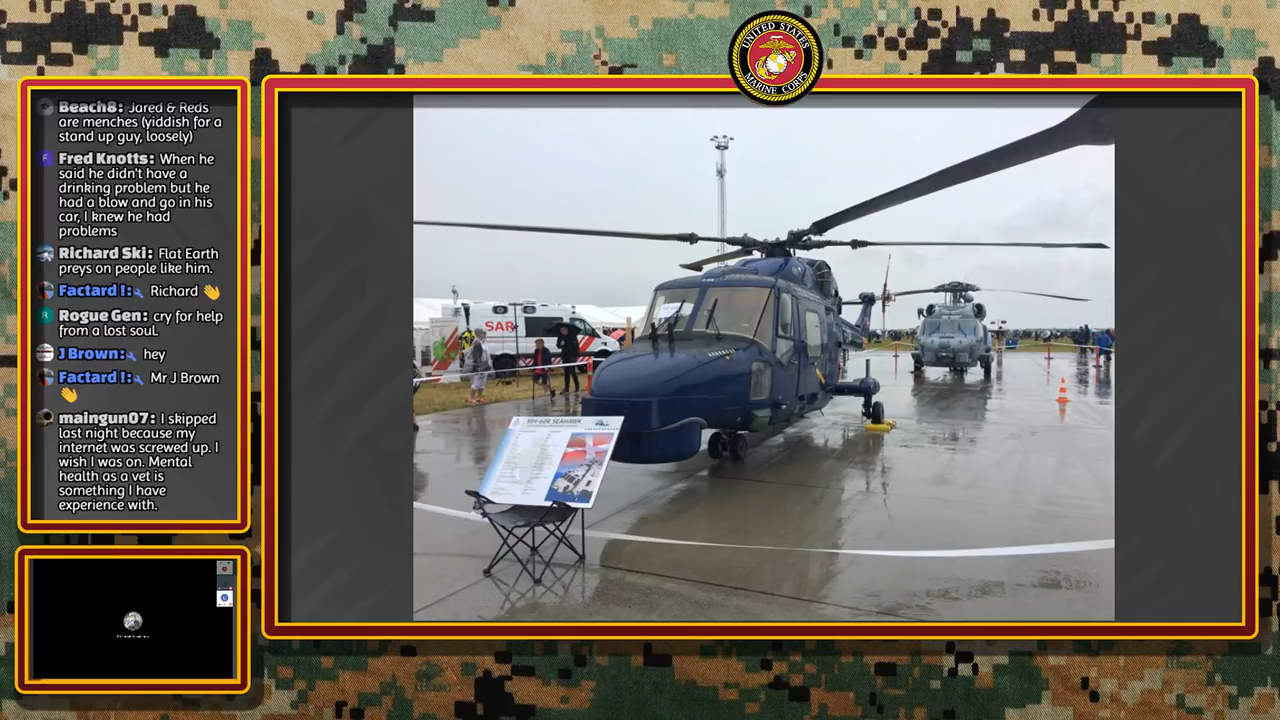 UNITED STATES
MARINE CORPS
Beach8: Jared & Reds
are menches (yiddish for a
stand up guy, loosely)
Fred Knotts: When he
said he didn't have a
drinking problem but he
had a blow and go in his
car, I knew he had
problems
Richard Ski: Flat Earth
preys on people like him.
Factard !: Richard 👋
Rogue Gen: cry for help
from a lost soul.
J Brown: hey
Factard !: Mr J Brown
👋
maingun07: I skipped
last night because my
internet was screwed up. I
wish I was on. Mental
health as a vet is
something I have
experience with.
SAR
MH-60R SEAHAWK